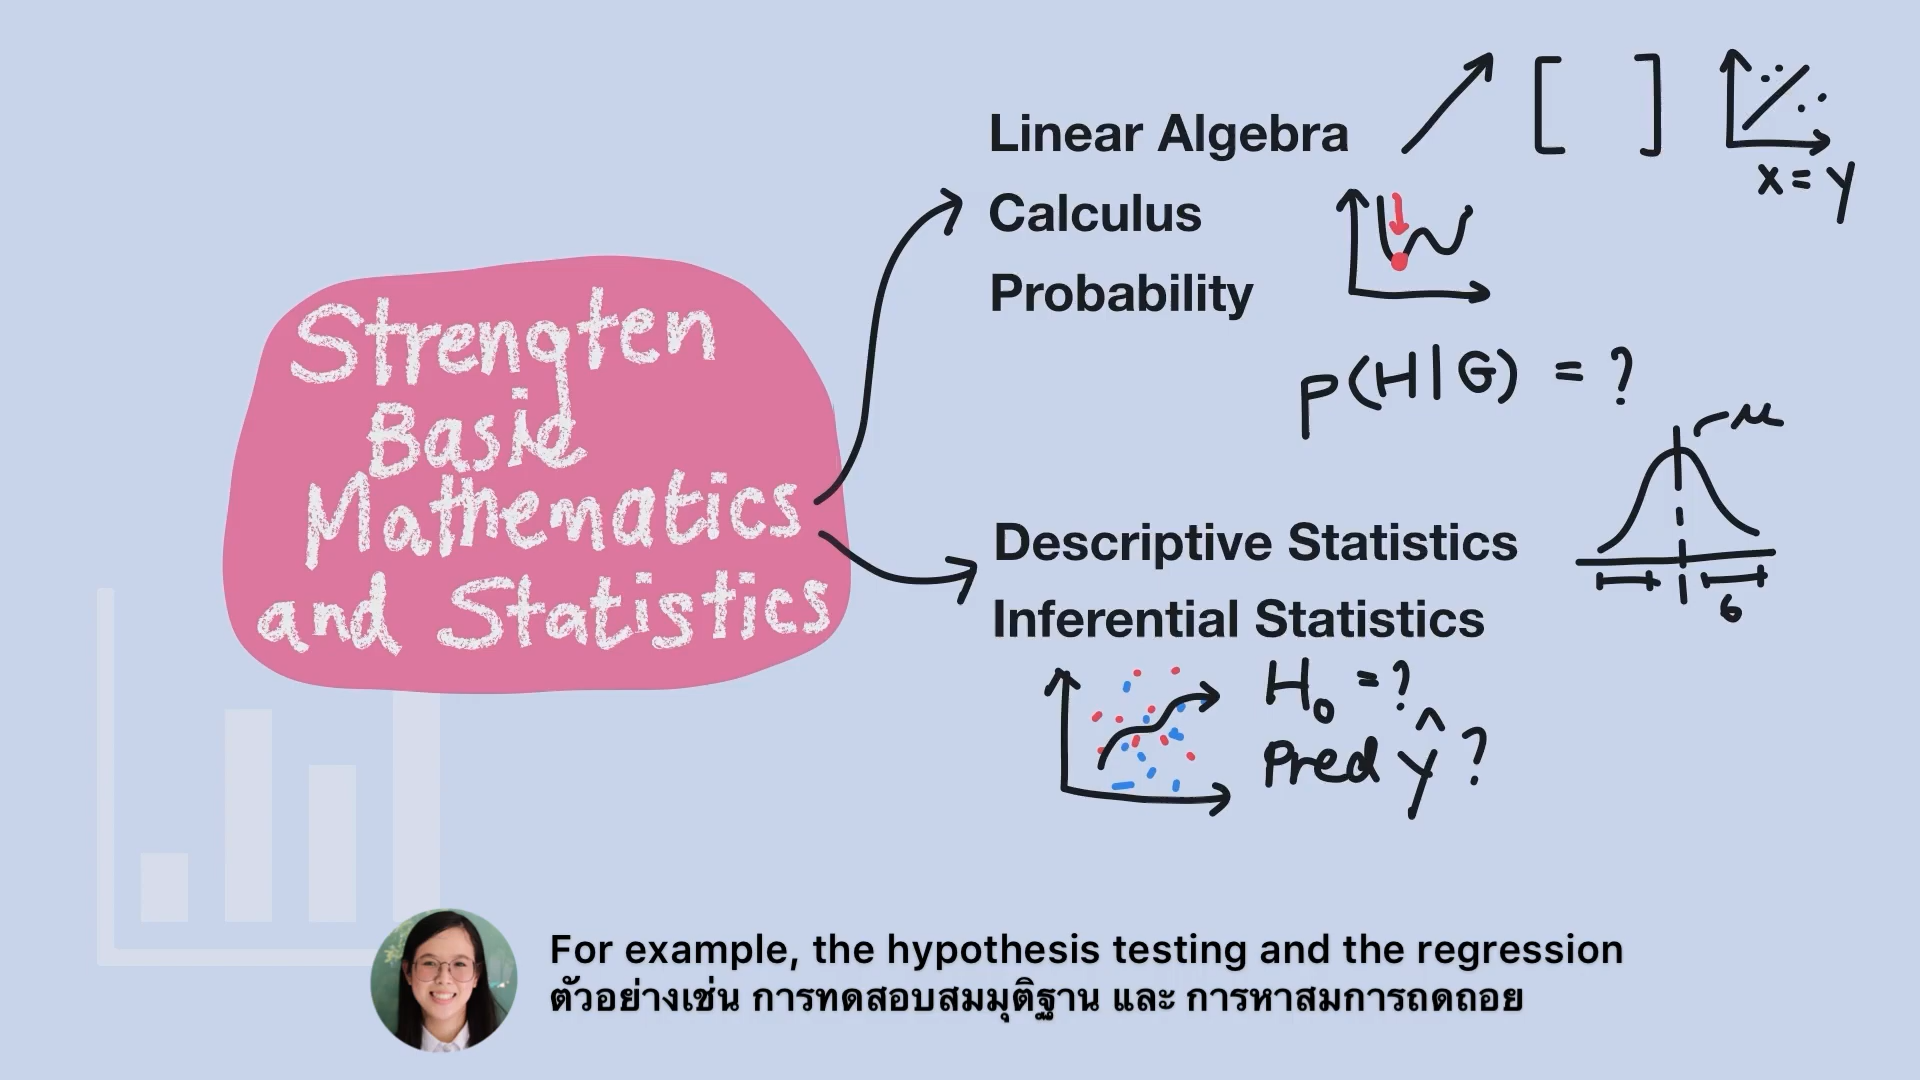 Strengten
Basic
Mathematics
and Statistics
Linear Algebra
[ ]
x = y
Calculus
Probability
P(H|G) = ?
μ
Descriptive Statistics
6
Inferential Statistics
H₀ = ?
Pred ŷ ?
For example, the hypothesis testing and the regression
ตัวอย่างเช่น การทดสอบสมมุติฐาน และ การหาสมการถดถอย